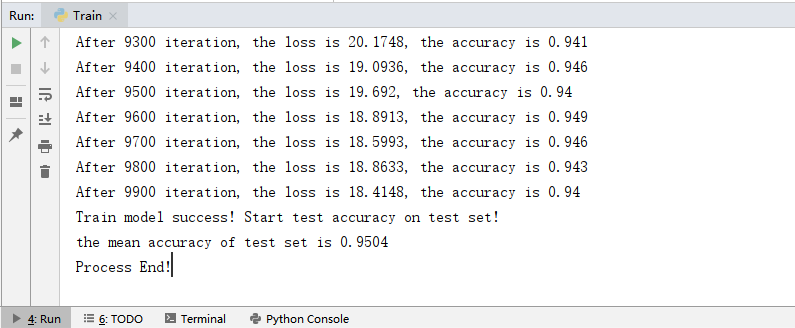 Run: Train
After 9300 iteration, the loss is 20.1748, the accuracy is 0.941
After 9400 iteration, the loss is 19.0936, the accuracy is 0.946
After 9500 iteration, the loss is 19.692, the accuracy is 0.94
After 9600 iteration, the loss is 18.8913, the accuracy is 0.949
After 9700 iteration, the loss is 18.5993, the accuracy is 0.946
After 9800 iteration, the loss is 18.8633, the accuracy is 0.943
After 9900 iteration, the loss is 18.4148, the accuracy is 0.94
Train model success! Start test accuracy on test set!
the mean accuracy of test set is 0.9504
Process End!
4: Run 6: TODO Terminal Python Console